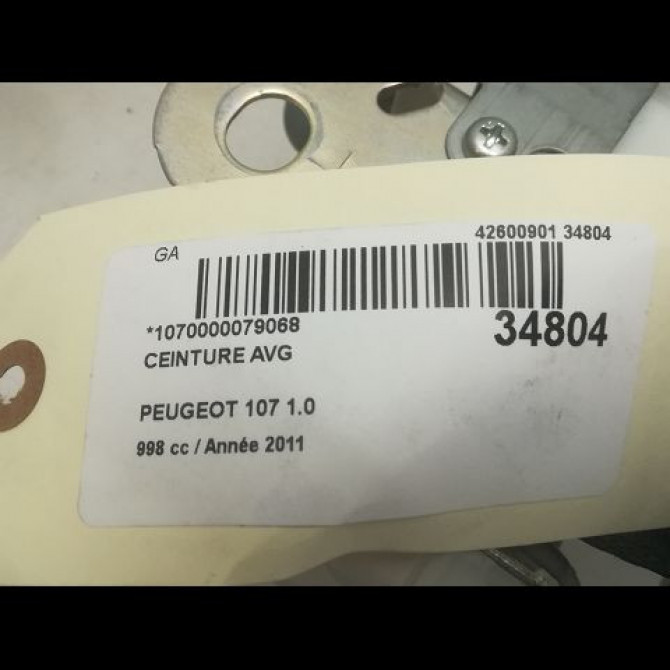 GA
42600901 34804
*1070000079068
34804
CEINTURE AVG
PEUGEOT 107 1.0
998 cc / Année 2011